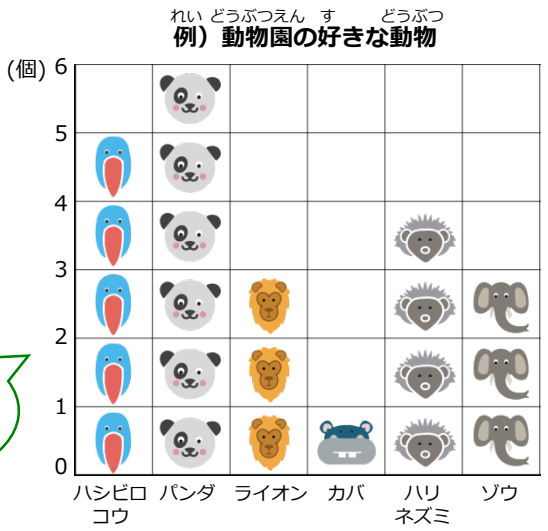 れい どうぶつえん す どうぶつ
例）動物園の好きな動物
(個) 6
5
4
3
2
1
0
ハシビロ パンダ ライオン カバ ハリ ゾウ
コウ ネズミ